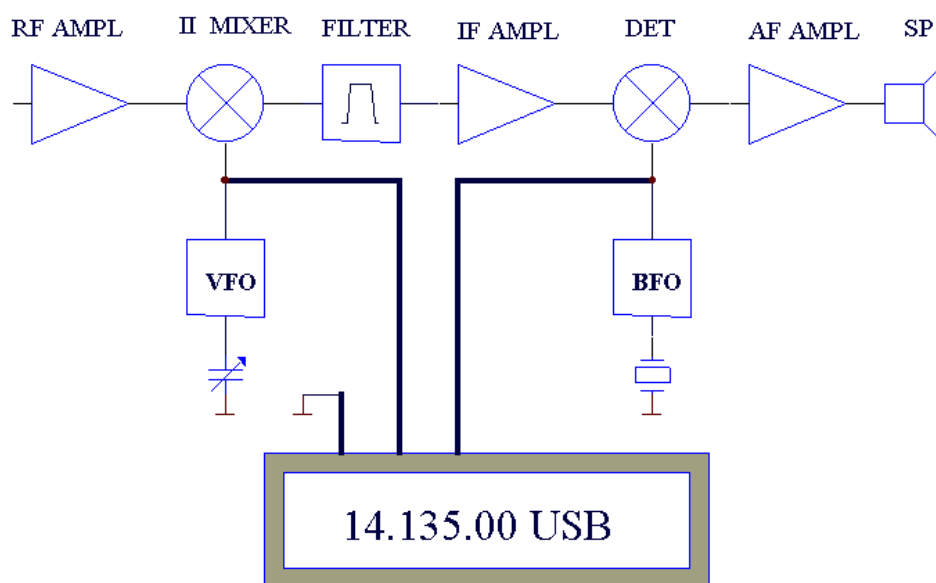 RF AMPL II MIXER FILTER IF AMPL DET AF AMPL SP
VFO BFO
14.135.00 USB